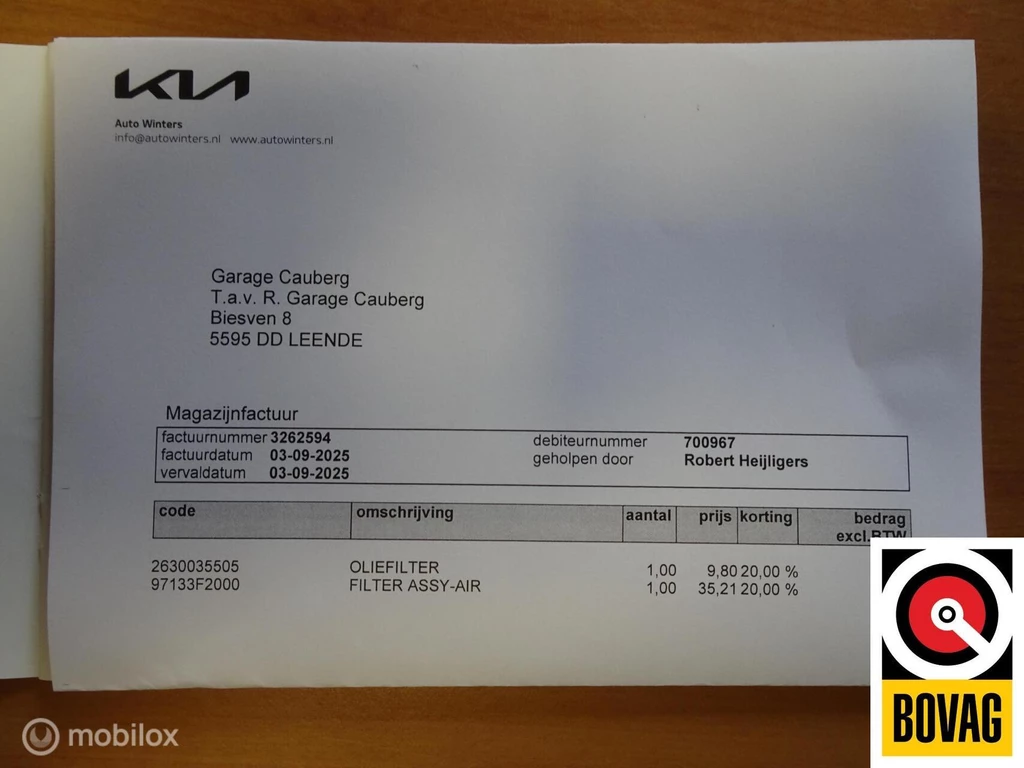 KIA
Auto Winters
info@autowinters.nl www.autowinters.nl
Garage Cauberg
T.a.v. R. Garage Cauberg
Biesven 8
5595 DD LEENDE
Magazijnfactuur
factuurnummer 3262594 debiteurnummer 700967
factuurdatum 03-09-2025 geholpen door Robert Heijligers
vervaldatum 03-09-2025
code omschrijving aantal prijs korting bedrag
excl.BTW
2630035505 OLIEFILTER 1,00 9,80 20,00 %
97133F2000 FILTER ASSY-AIR 1,00 35,21 20,00 %
BOVAG
mobilox